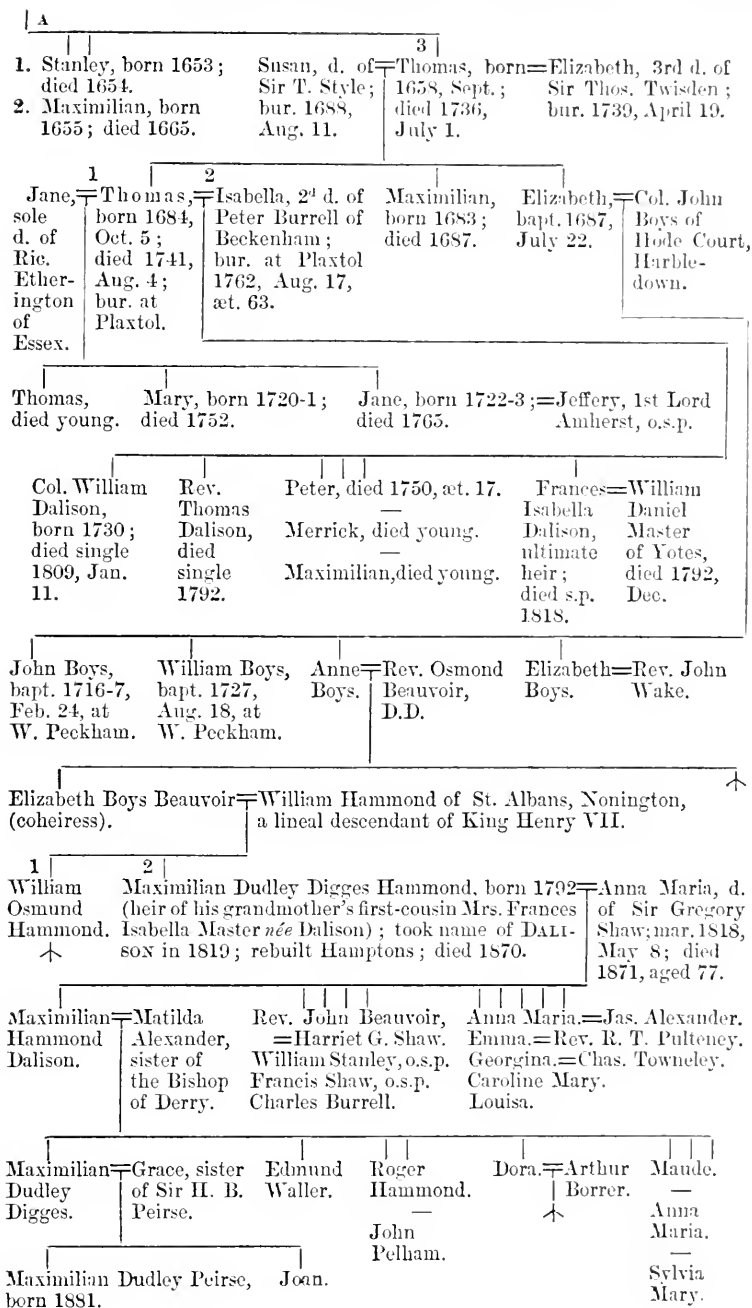 A
1. Stanley, born 1653;
died 1654.
2. Maximilian, born
1655; died 1665.
Susan, d. of
Sir T. Style;
bur. 1688,
Aug. 11.
3
Thomas, born
1658, Sept.;
died 1736,
July 1.
Elizabeth, 3rd d. of
Sir Thos. Twisden;
bur. 1739, April 19.
Jane,
sole
d. of
Ric.
Ether-
ington
of
Essex.
1
2
Thomas,
born 1684,
Oct. 5;
died 1741,
Aug. 4;
bur. at
Plaxtol.
Isabella, 2d d. of
Peter Burrell of
Beckenham;
bur. at Plaxtol
1762, Aug. 17,
æt. 63.
Maximilian,
born 1683;
died 1687.
Elizabeth,
bapt. 1687,
July 22.
Col. John
Boys of
Hode Court,
Harble-
down.
Thomas,
died young.
Mary, born 1720-1;
died 1752.
Jane, born 1722-3;=Jeffery, 1st Lord
died 1765. Amherst, o.s.p.
Col. William
Dalison,
born 1730;
died single
1809, Jan.
11.
Rev.
Thomas
Dalison,
died
single
1792.
Peter, died 1750, æt. 17.
—
Merrick, died young.
—
Maximilian, died young.
Frances=William
Isabella Daniel
Dalison, Master
ultimate of Yotes,
heir; died 1792,
died s.p. Dec.
1818.
John Boys,
bapt. 1716-7,
Feb. 24, at
W. Peckham.
William Boys,
bapt. 1727,
Aug. 18, at
W. Peckham.
Anne
Boys.
Rev. Osmond
Beauvoir,
D.D.
Elizabeth=Rev. John
Boys. Wake.
Elizabeth Boys Beauvoir=William Hammond of St. Albans, Nonington,
(coheiress). a lineal descendant of King Henry VII.
1
William
Osmund
Hammond.
2
Maximilian Dudley Digges Hammond, born 1792
(heir of his grandmother's first-cousin Mrs. Frances
Isabella Master née Dalison); took name of DALI-
SON in 1819; rebuilt Hamptons; died 1870.
Anna Maria, d.
of Sir Gregory
Shaw; mar. 1818,
May 8; died
1871, aged 77.
Maximilian
Hammond
Dalison.
Matilda
Alexander,
sister of
the Bishop
of Derry.
Rev. John Beauvoir,
=Harriet G. Shaw.
William Stanley, o.s.p.
Francis Shaw, o.s.p.
Charles Burrell.
Anna Maria.=Jas. Alexander.
Emma.=Rev. R. T. Pulteney.
Georgina.=Chas. Towneley.
Caroline Mary.
Louisa.
Maximilian
Dudley
Digges.
Grace, sister
of Sir H. B.
Peirse.
Edmund
Waller.
Roger
Hammond.
—
John
Pelham.
Dora.=Arthur
Borrer.
Maude.
—
Anna
Maria.
—
Sylvia
Mary.
Maximilian Dudley Peirse,
born 1881.
Joan.